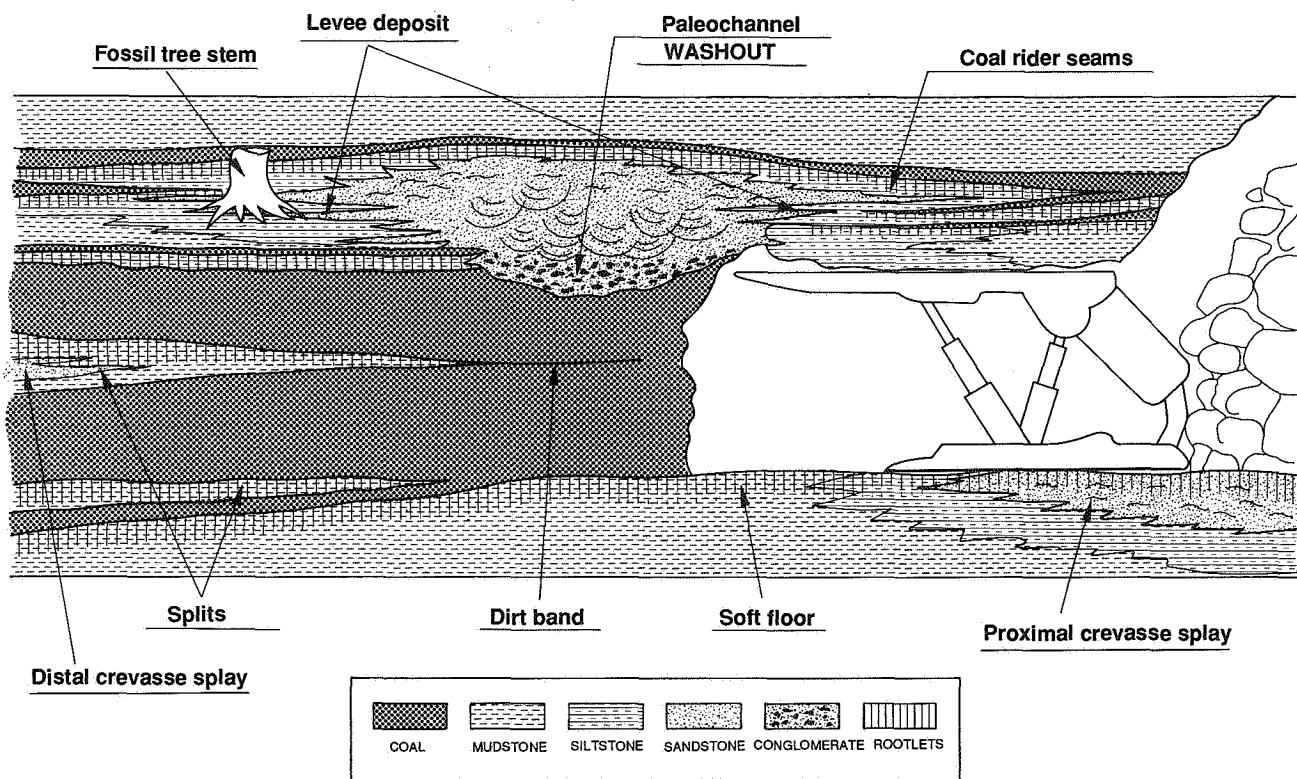 Levee deposit
Paleochannel
WASHOUT
Fossil tree stem
Coal rider seams
Splits
Dirt band
Soft floor
Proximal crevasse splay
Distal crevasse splay
COAL
MUDSTONE
SILTSTONE
SANDSTONE
CONGLOMERATE
ROOTLETS